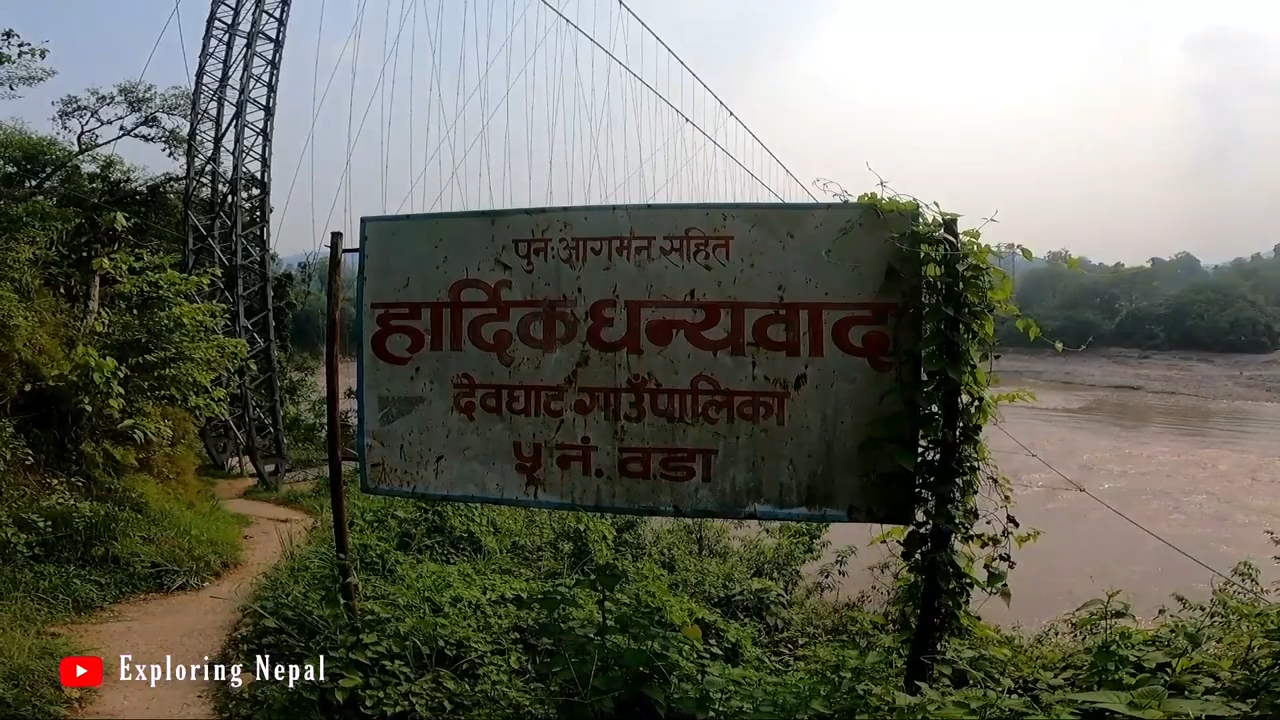 पुनःआगमन सहित
हार्दिक धन्यवाद
देवघाट गाउँपालिका
५ नं. वडा
Exploring Nepal